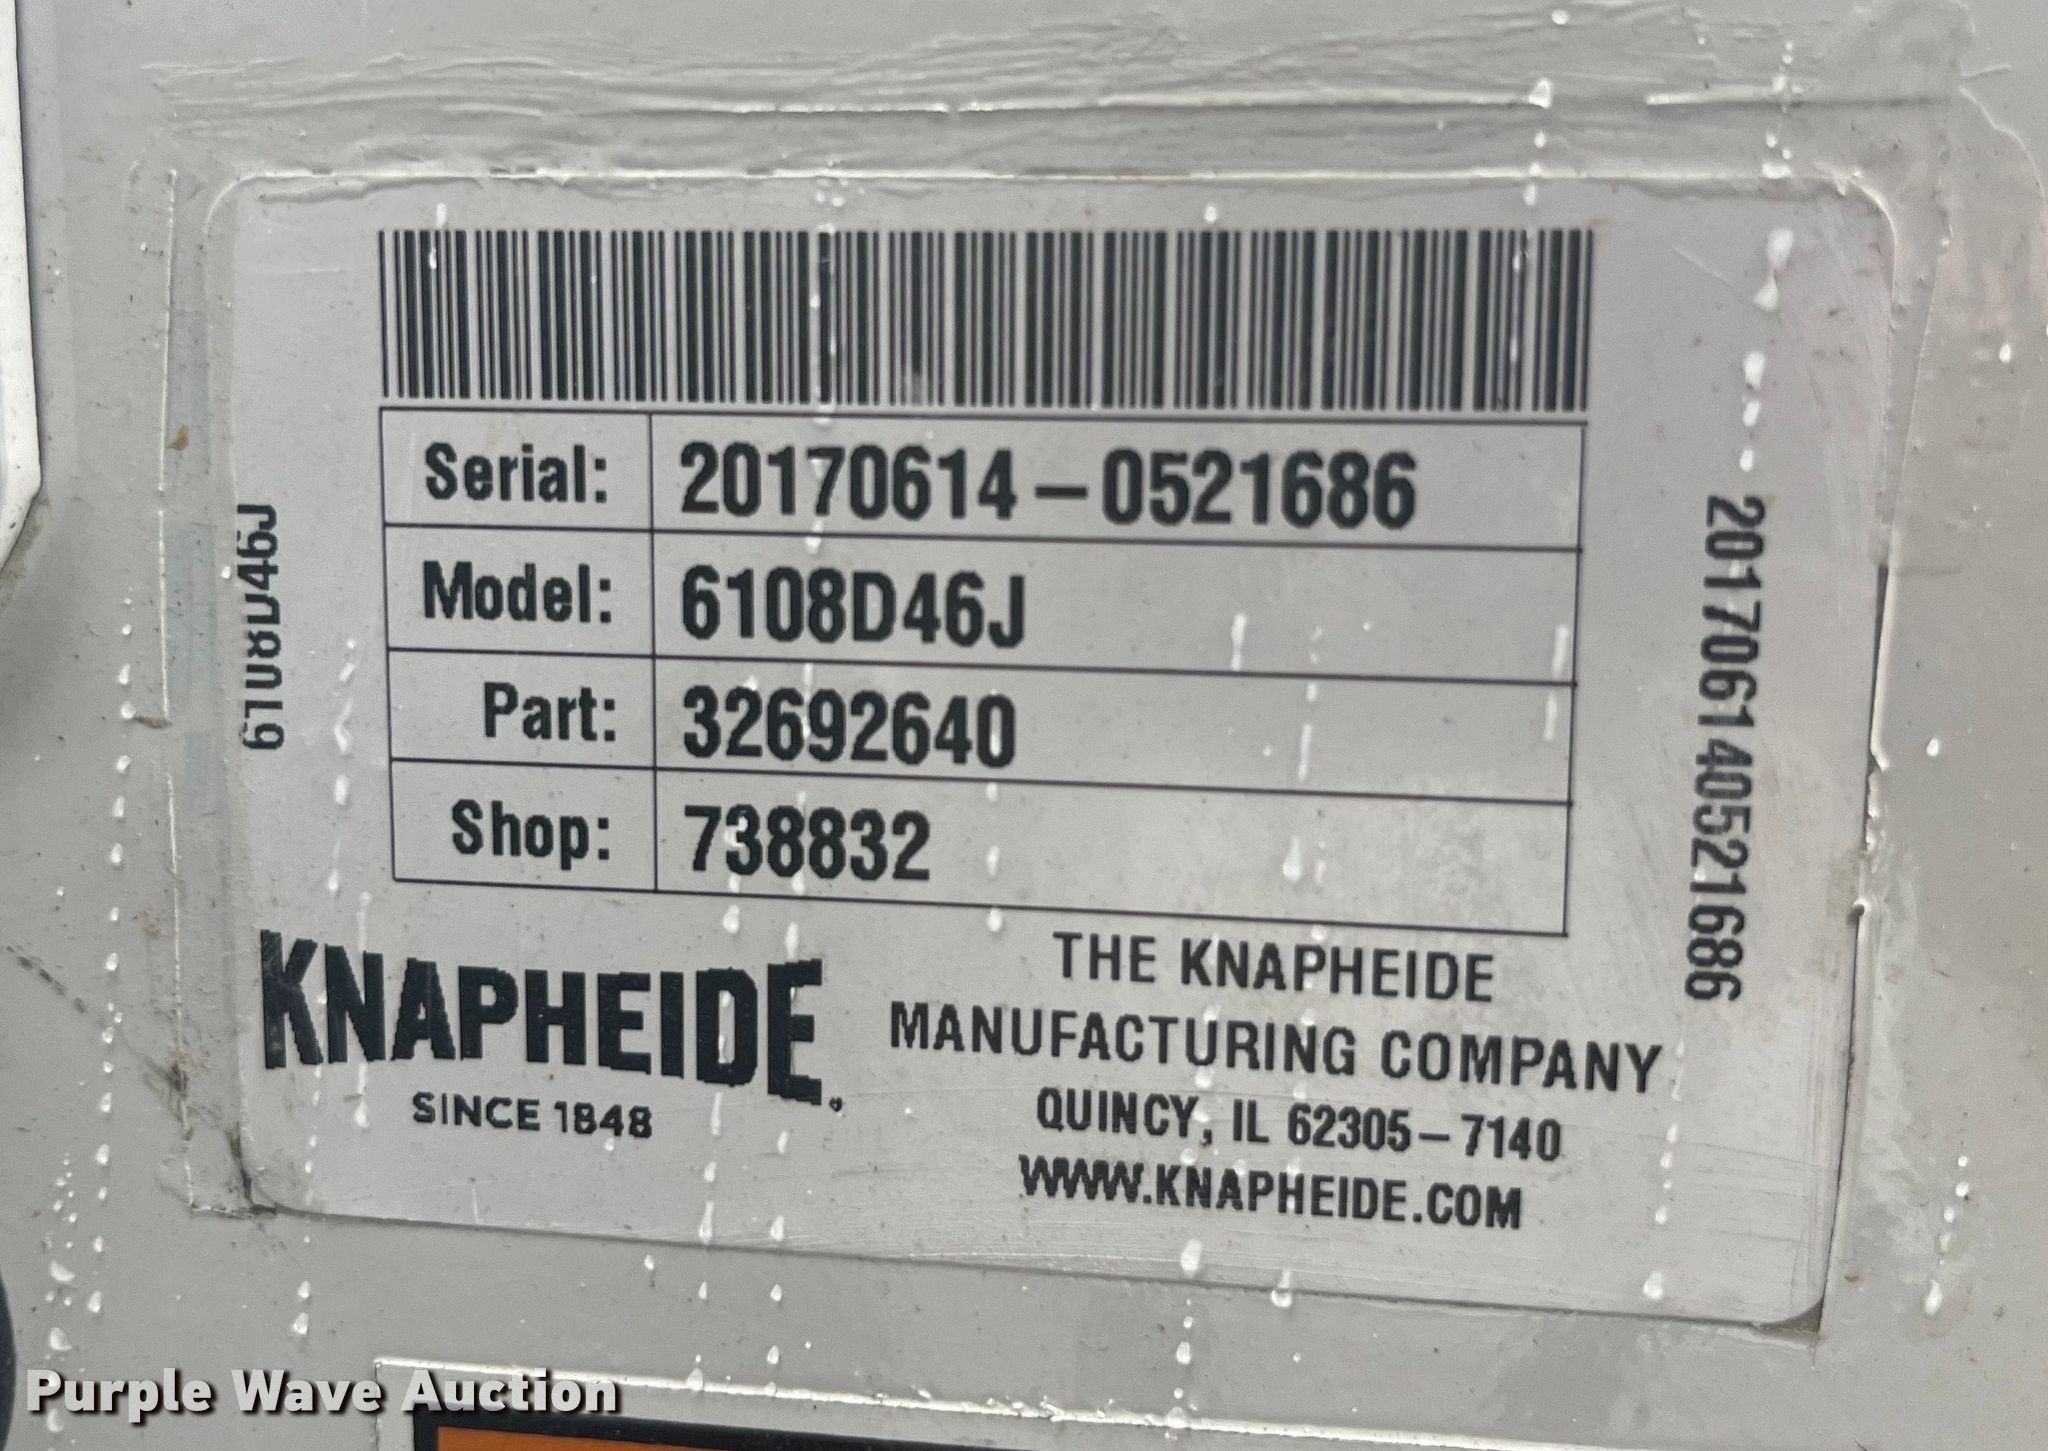 Serial: 20170614-0521686
Model: 6108D46J
Part: 32692640
Shop: 738832
6108D46J
201706140521686
KNAPHEIDE
SINCE 1848
THE KNAPHEIDE
MANUFACTURING COMPANY
QUINCY, IL 62305-7140
WWW.KNAPHEIDE.COM
Purple Wave Auction